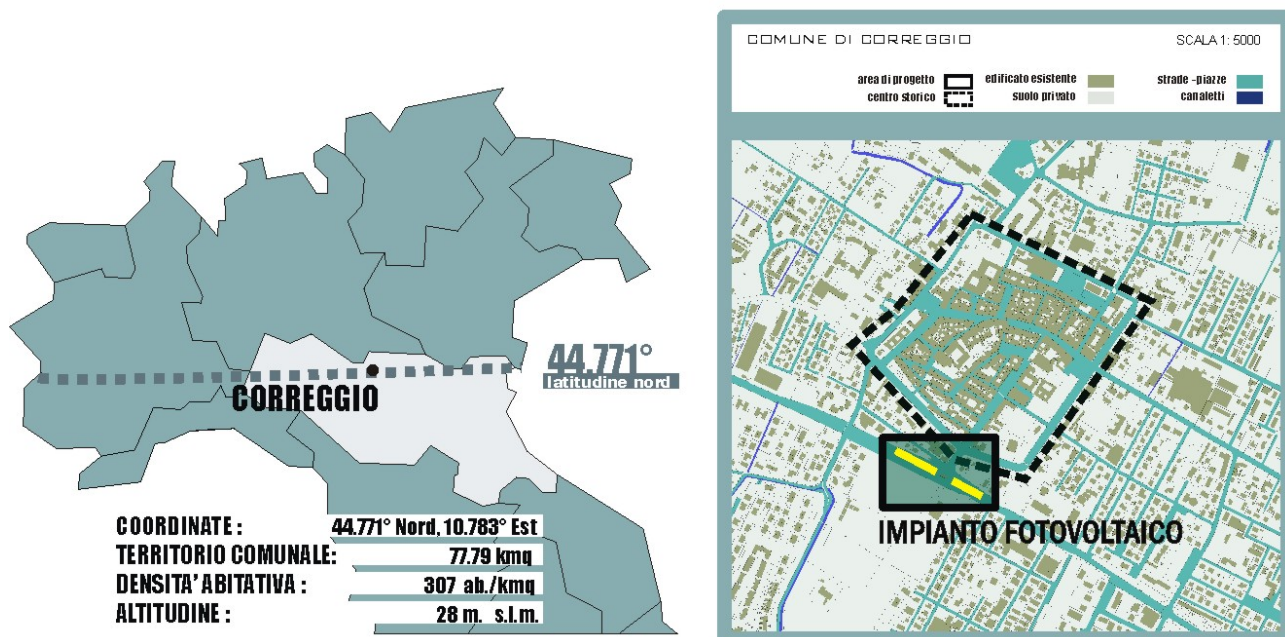 44.771°
latitudine nord
CORREGGIO
COORDINATE : 44.771° Nord, 10.783° Est
TERRITORIO COMUNALE: 77.79 kmq
DENSITA' ABITATIVA : 307 ab./kmq
ALTITUDINE : 28 m. s.l.m.
COMUNE DI CORREGGIO SCALA 1: 5000
area di progetto edificato esistente strade -piazze
centro storico suolo privato canaletti
IMPIANTO FOTOVOLTAICO